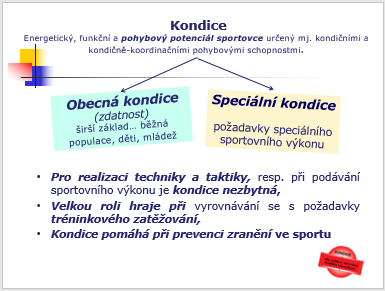 Kondice
Energetický, funkční a pohybový potenciál sportovce určený mj. kondičními a
kondičně-koordinačními pohybovými schopnostmi.
Obecná kondice
(zdatnost)
širší základ… běžná
populace, děti, mládež
Speciální kondice
požadavky speciálního
sportovního výkonu
• Pro realizaci techniky a taktiky, resp. při podávání
sportovního výkonu je kondice nezbytná,
• Velkou roli hraje při vyrovnávání se s požadavky
tréninkového zatěžování,
• Kondice pomáhá při prevenci zranění ve sportu